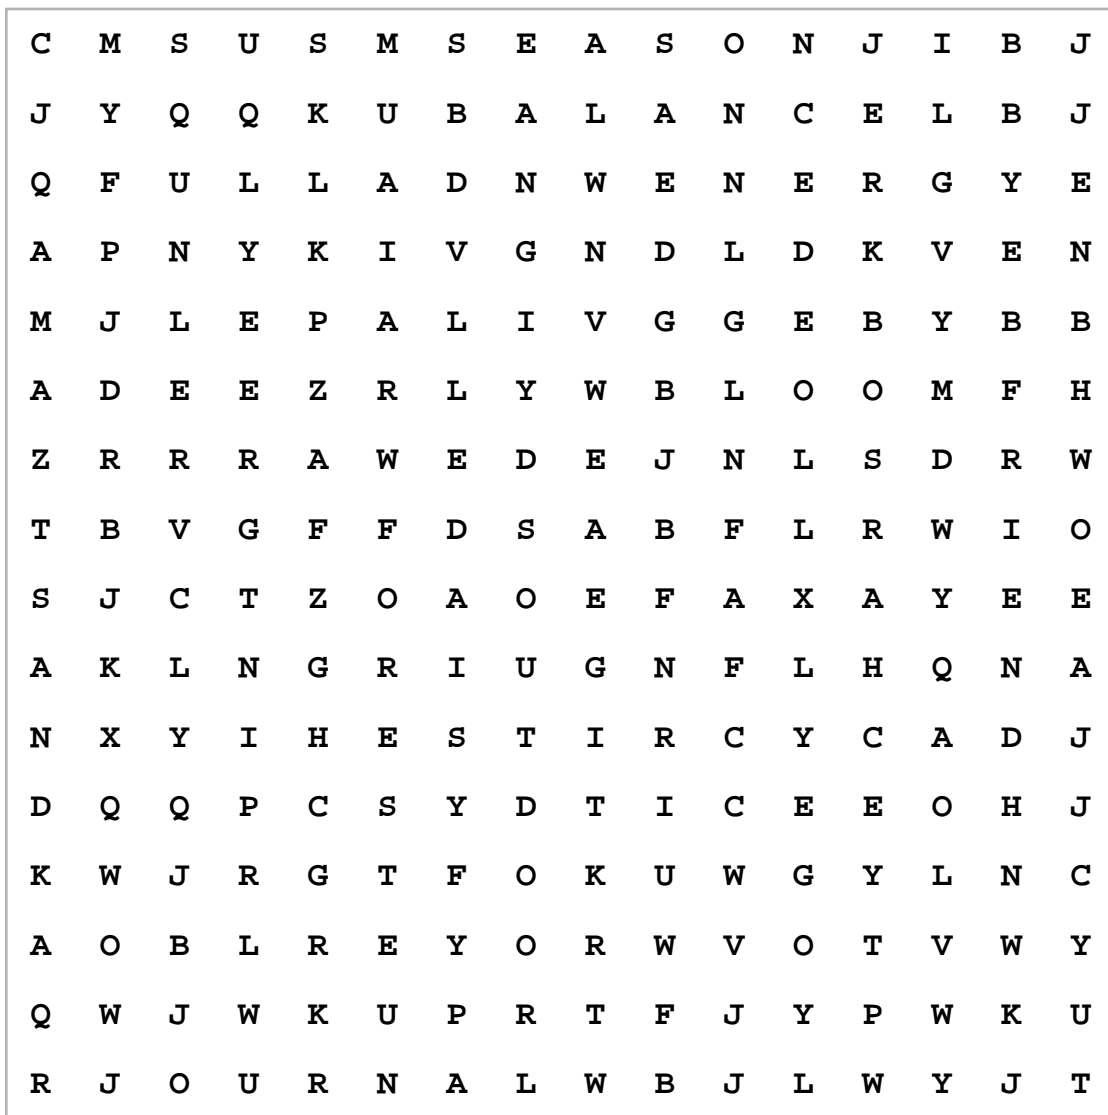 C M S U S M S E A S O N J I B J
J Y Q Q K U B A L A N C E L B J
Q F U L L A D N W E N E R G Y E
A P N Y K I V G N D L D K V E N
M J L E P A L I V G G E B Y B B
A D E E Z R L Y W B L O O M F H
Z R R R A W E D E J N L S D R W
T B V G F F D S A B F L R W I O
S J C T Z O A O E F A X A Y E E
A K L N G R I U G N F L H Q N A
N X Y I H E S T I R C Y C A D J
D Q Q P C S Y D T I C E E O H J
K W J R G T F O K U W G Y L N C
A O B L R E Y O R W V O T V W Y
Q W J W K U P R T F J Y P W K U
R J O U R N A L W B J L W Y J T